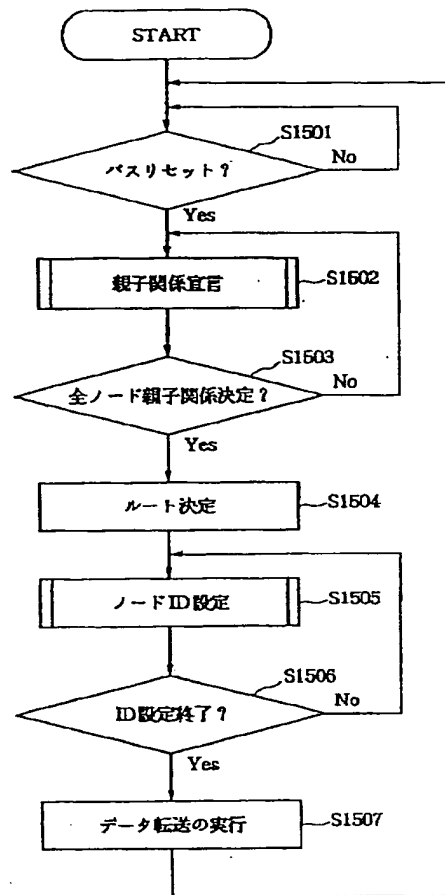 START
S1501
バスリセット？
No
Yes
親子関係宣言
S1502
S1503
全ノード親子関係決定？
No
Yes
ルート決定
S1504
ノードID設定
S1505
S1506
ID設定終了？
No
Yes
データ転送の実行
S1507